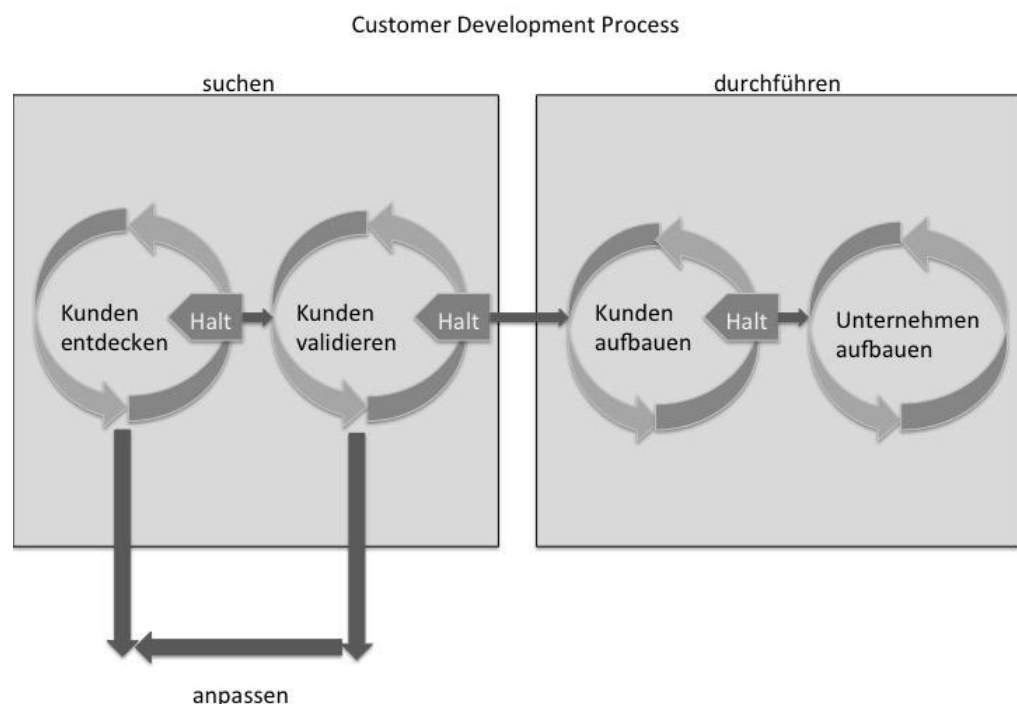 Customer Development Process
suchen
durchführen
Kunden
entdecken
Halt
Kunden
validieren
Halt
Kunden
aufbauen
Halt
Unternehmen
aufbauen
anpassen